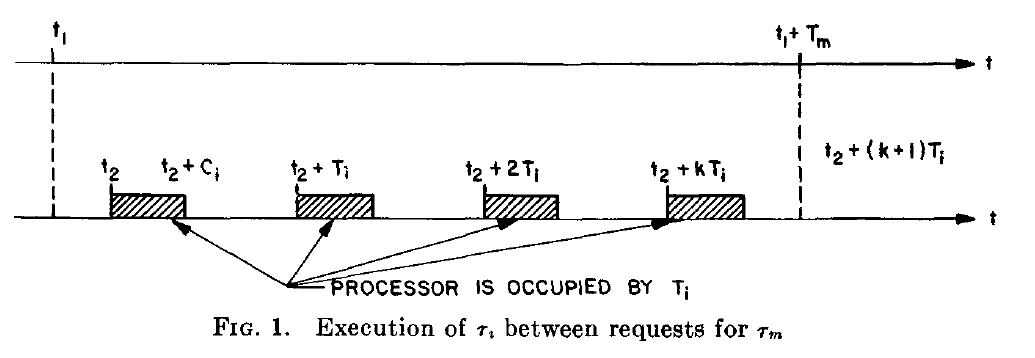 t₁ t₁ + Tₘ
t
t₂ + (k+1)Tᵢ
t₂ t₂ + Cᵢ t₂ + Tᵢ t₂ + 2Tᵢ t₂ + kTᵢ
t
PROCESSOR IS OCCUPIED BY Tᵢ
FIG. 1. Execution of τᵢ between requests for τₘ